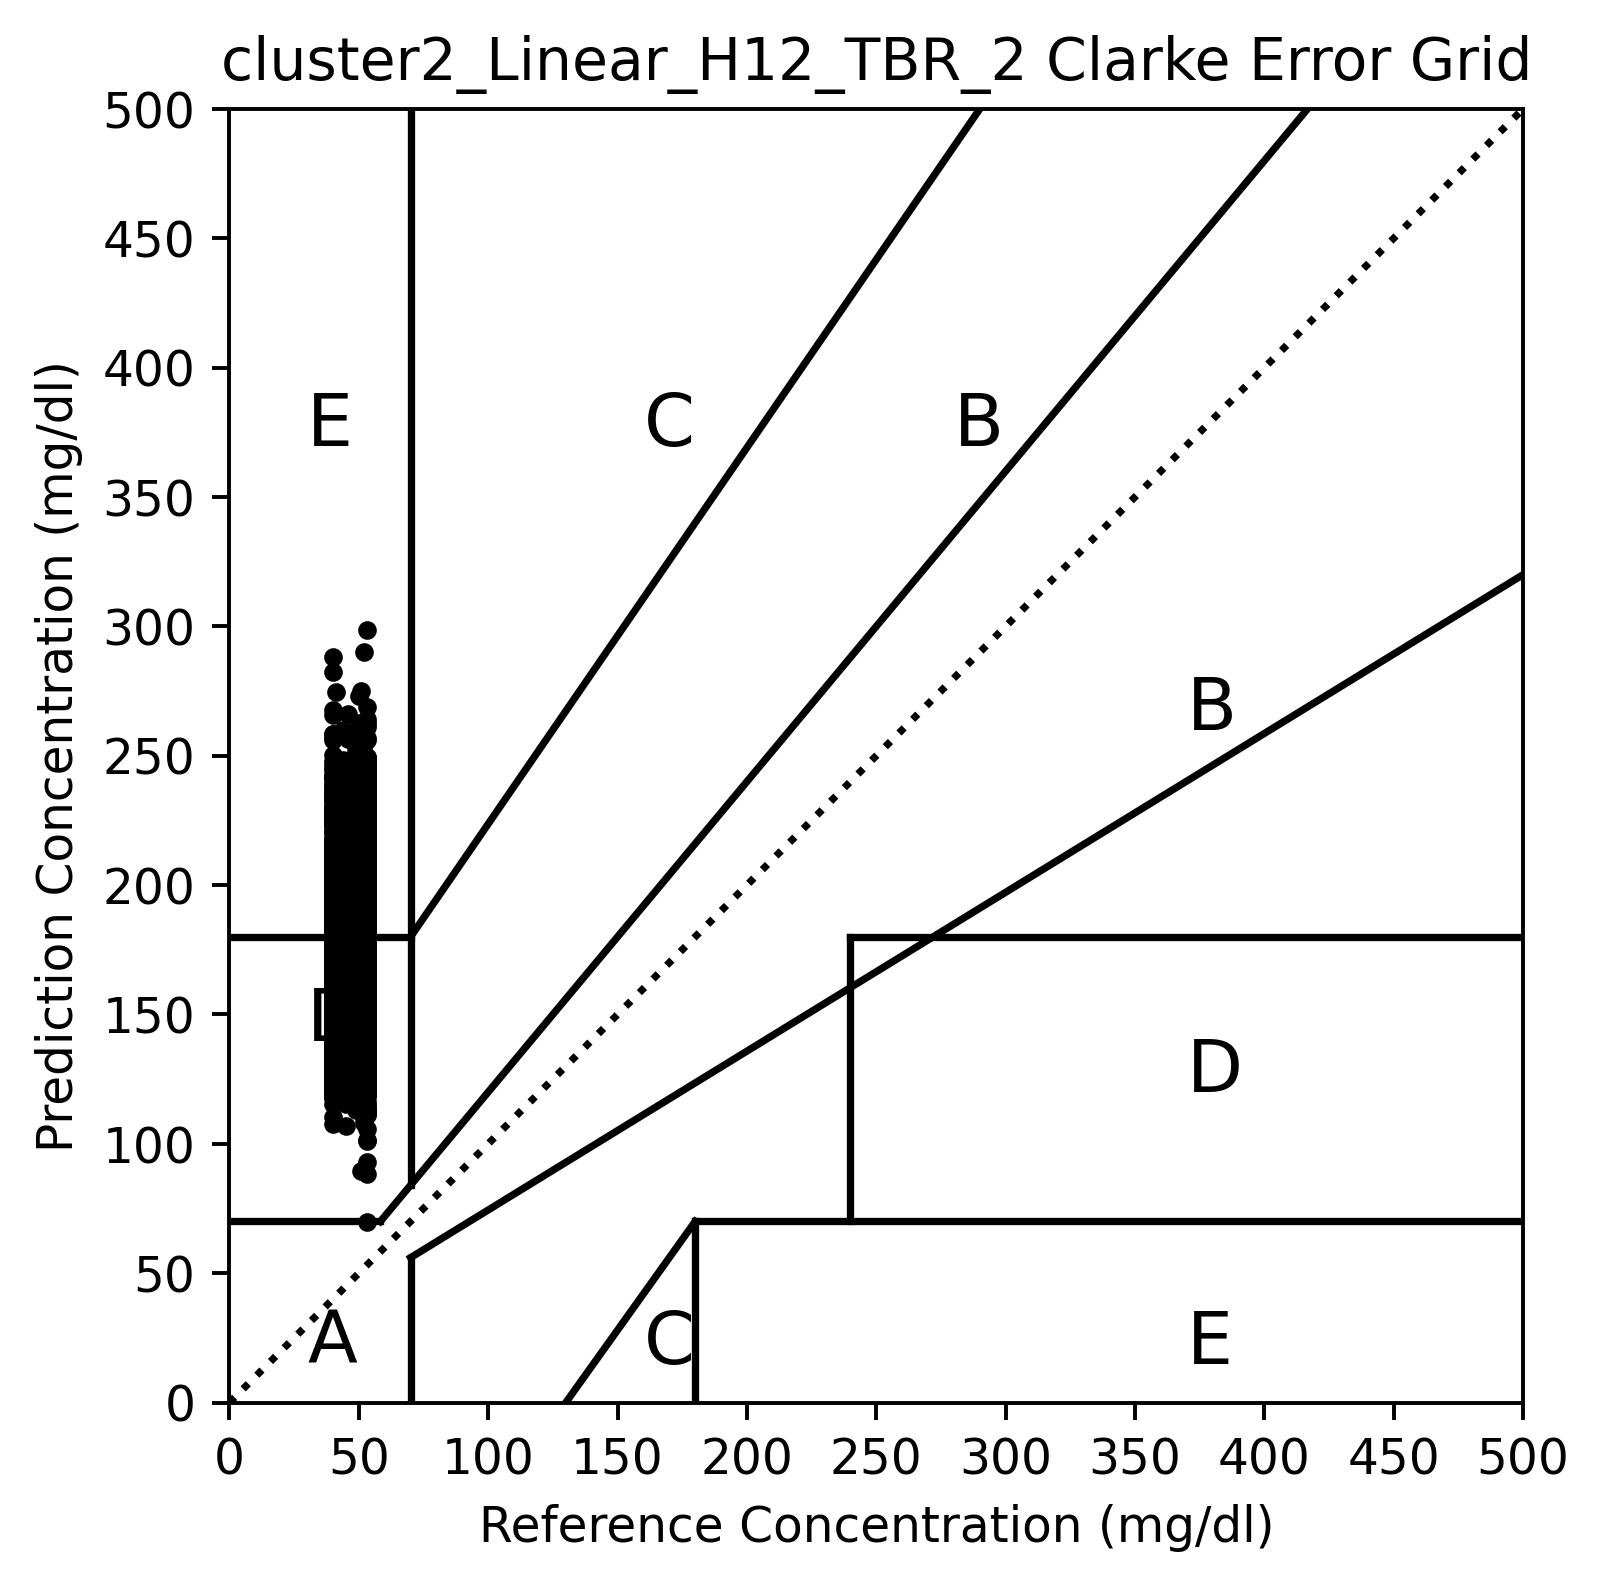 cluster2_Linear_H12_TBR_2 Clarke Error Grid
500
450
400
350
300
250
200
150
100
50
0
Prediction Concentration (mg/dl)
E
C
B
B
D
A
C
E
0 50 100 150 200 250 300 350 400 450 500
Reference Concentration (mg/dl)